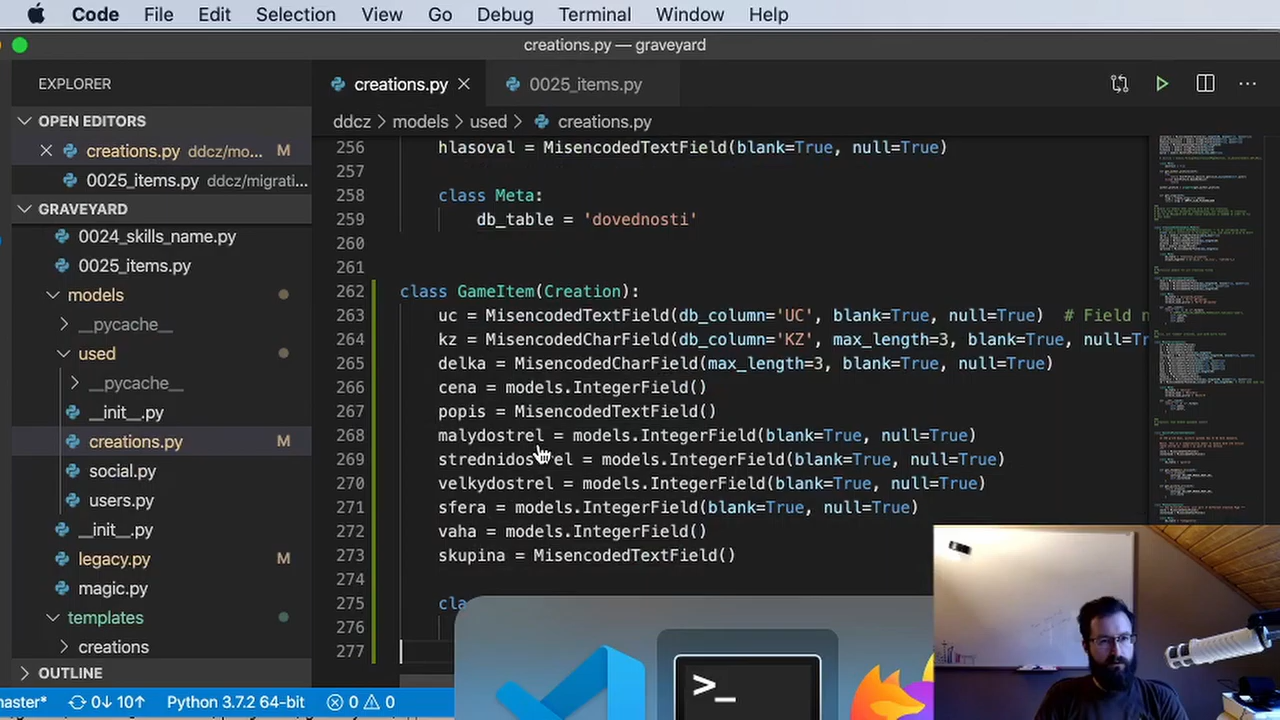 Code File Edit Selection View Go Debug Terminal Window Help
creations.py — graveyard
EXPLORER
creations.py
0025_items.py
OPEN EDITORS
creations.py ddcz/mo... M
0025_items.py ddcz/migrati...
GRAVEYARD
0024_skills_name.py
0025_items.py
models
__pycache__
used
__pycache__
__init__.py
creations.py M
social.py
users.py
__init__.py
legacy.py M
magic.py
templates
creations
OUTLINE
ddcz > models > used > creations.py
256 hlasoval = MisencodedTextField(blank=True, null=True)
257
258 class Meta:
259 db_table = 'dovednosti'
260
261
262 class GameItem(Creation):
263 uc = MisencodedTextField(db_column='UC', blank=True, null=True) # Field n
264 kz = MisencodedCharField(db_column='KZ', max_length=3, blank=True, null=Tr
265 delka = MisencodedCharField(max_length=3, blank=True, null=True)
266 cena = models.IntegerField()
267 popis = MisencodedTextField()
268 malydostrel = models.IntegerField(blank=True, null=True)
269 strednidostrel = models.IntegerField(blank=True, null=True)
270 velkydostrel = models.IntegerField(blank=True, null=True)
271 sfera = models.IntegerField(blank=True, null=True)
272 vaha = models.IntegerField()
273 skupina = MisencodedTextField()
274
275 cla
276
277
master* 0↓ 10↑ Python 3.7.2 64-bit 0 0
>_